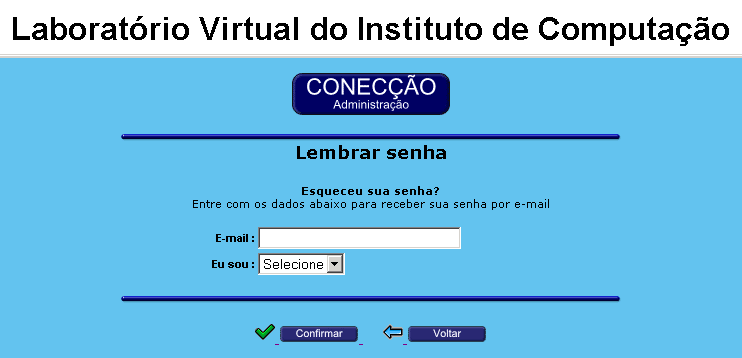 Laboratório Virtual do Instituto de Computação
CONECÇÃO
Administração
Lembrar senha
Esqueceu sua senha?
Entre com os dados abaixo para receber sua senha por e-mail
E-mail :
Eu sou : Selecione
Confirmar Voltar